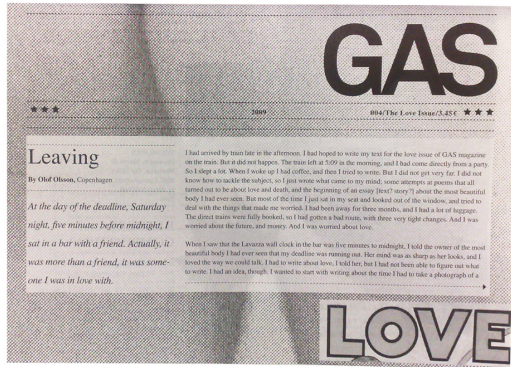 GAS
★★★ 2009 004/The Love Issue/3.45 € ★★★
Leaving
By Olof Olsson, Copenhagen
At the day of the deadline, Saturday
night, five minutes before midnight, I
sat in a bar with a friend. Actually, it
was more than a friend, it was some-
one I was in love with.
I had arrived by train late in the afternoon. I had hoped to write my text for the love issue of GAS magazine
on the train. But it did not happen. The train left at 5:09 in the morning, and I had come directly from a party.
So I slept a lot. When I woke up I had coffee, and then I tried to write. But I did not get very far. I did not
know how to tackle the subject, so I just wrote what came to my mind; some attempts at poems that all
turned out to be about love and death, and the beginning of an essay [text? story?] about the most beautiful
body I had ever seen. But most of the time I just sat in my seat and looked out of the window, and tried to
deal with the things that made me worried. I had been away for three months, and I had a lot of luggage.
The direct trains were fully booked, so I had gotten a bad route, with three very tight changes. And I was
worried about the future, and money. And I was worried about love.
When I saw that the Lavazza wall clock in the bar was five minutes to midnight, I told the owner of the most
beautiful body I had ever seen that my deadline was running out. Her mind was as sharp as her looks, and I
loved the way we could talk. I had to write about love, I told her, but I had not been able to figure out what
to write. I had an idea, though. I wanted to start with writing about the time I had to take a photograph of a
LOVE